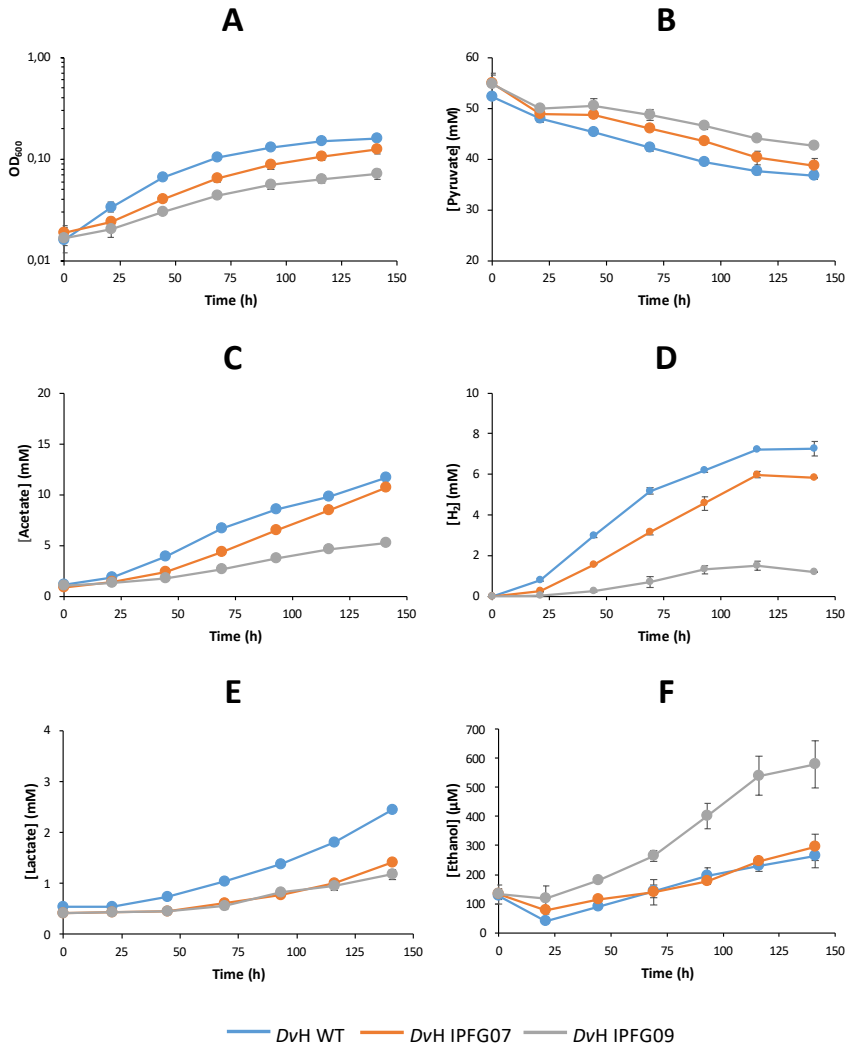 A
1,00
0,10
0,01
OD600
0 25 50 75 100 125 150
Time (h)
B
60
50
40
30
20
[Pyruvate] (mM)
0 25 50 75 100 125 150
Time (h)
C
20
15
10
5
0
[Acetate] (mM)
0 25 50 75 100 125 150
Time (h)
D
10
8
6
4
2
0
[H2] (mM)
0 25 50 75 100 125 150
Time (h)
E
4
3
2
1
0
[Lactate] (mM)
0 25 50 75 100 125 150
Time (h)
F
700
600
500
400
300
200
100
0
[Ethanol] (µM)
0 25 50 75 100 125 150
Time (h)
DvH WT DvH IPFG07 DvH IPFG09